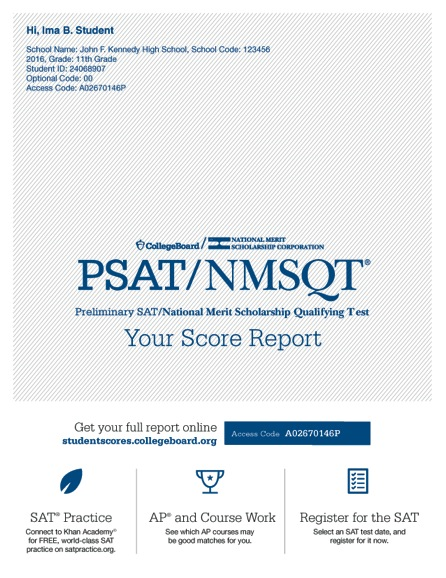 Hi, Ima B. Student
School Name: John F. Kennedy High School, School Code: 123456
2016, Grade: 11th Grade
Student ID: 24068907
Optional Code: 00
Access Code: A02670146P
CollegeBoard / NATIONAL MERIT
SCHOLARSHIP CORPORATION
PSAT/NMSQT®
Preliminary SAT/National Merit Scholarship Qualifying Test
Your Score Report
Get your full report online
studentscores.collegeboard.org
Access Code A02670146P
SAT® Practice
Connect to Khan Academy®
for FREE, world-class SAT
practice on satpractice.org.
AP® and Course Work
See which AP courses may
be good matches for you.
Register for the SAT
Select an SAT test date, and
register for it now.